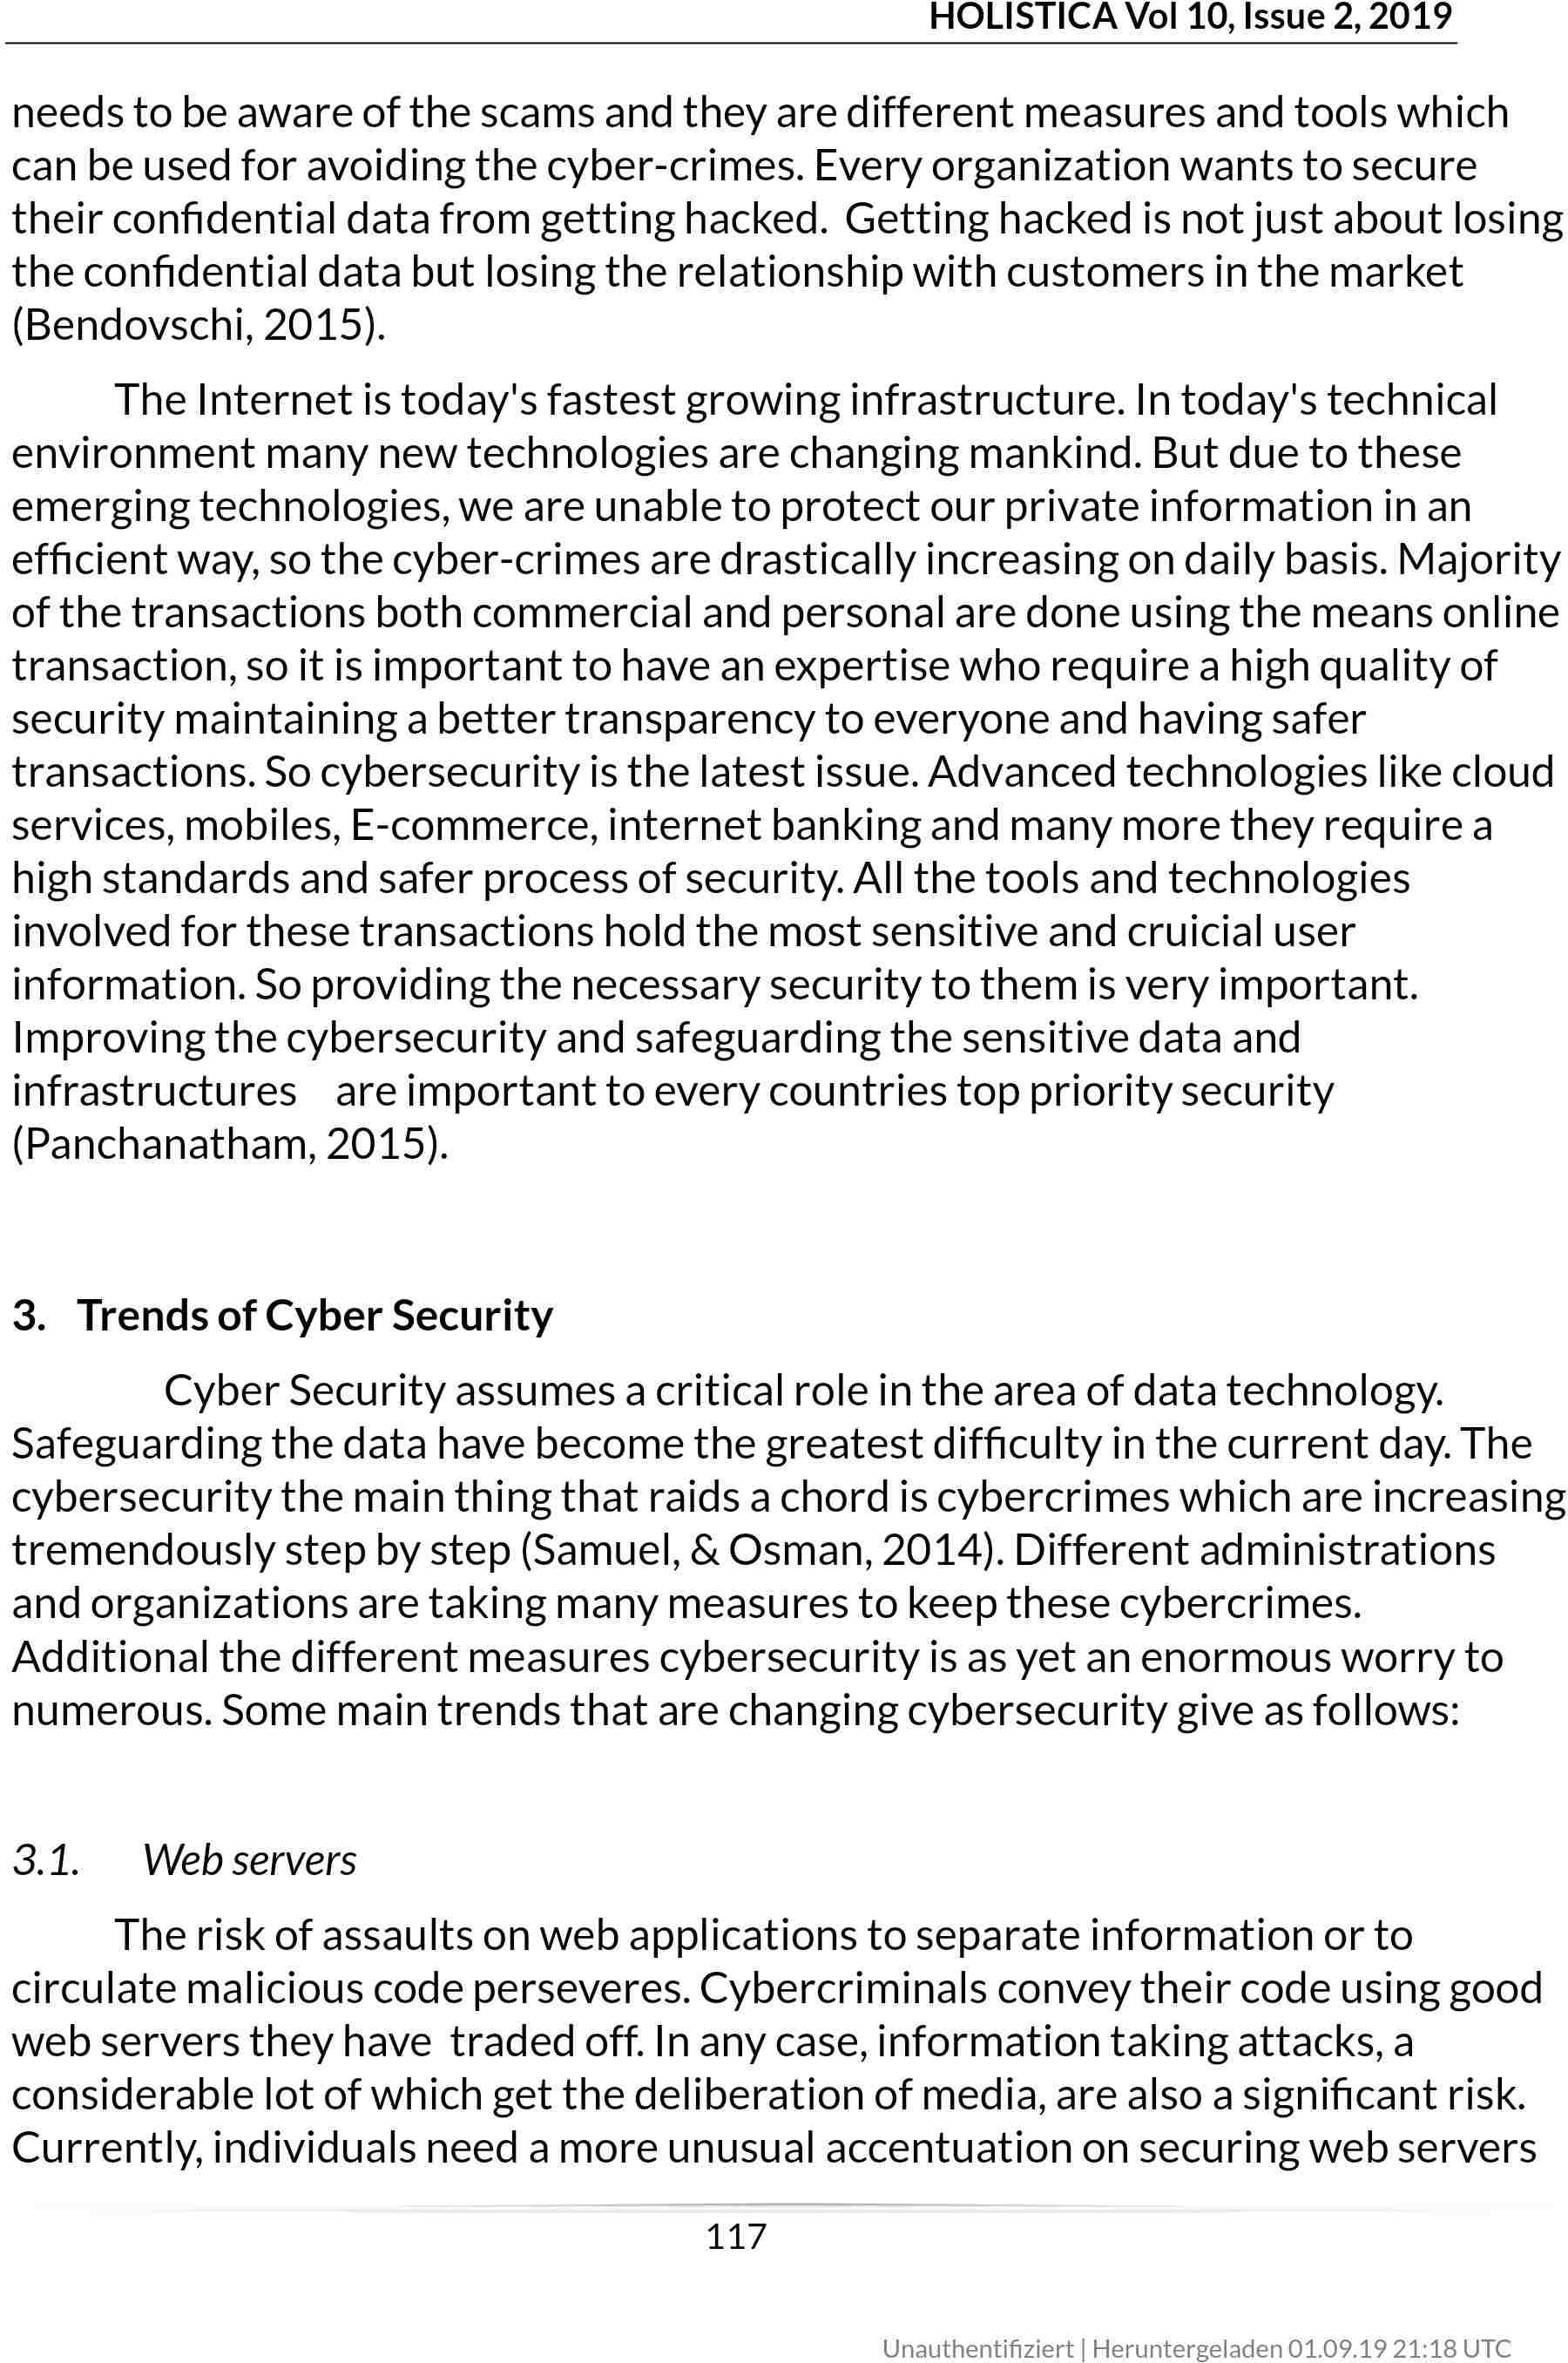 HOLISTICA Vol 10, Issue 2, 2019
needs to be aware of the scams and they are different measures and tools which
can be used for avoiding the cyber-crimes. Every organization wants to secure
their confidential data from getting hacked.  Getting hacked is not just about losing
the confidential data but losing the relationship with customers in the market
(Bendovschi, 2015).
The Internet is today's fastest growing infrastructure. In today's technical
environment many new technologies are changing mankind. But due to these
emerging technologies, we are unable to protect our private information in an
efficient way, so the cyber-crimes are drastically increasing on daily basis. Majority
of the transactions both commercial and personal are done using the means online
transaction, so it is important to have an expertise who require a high quality of
security maintaining a better transparency to everyone and having safer
transactions. So cybersecurity is the latest issue. Advanced technologies like cloud
services, mobiles, E-commerce, internet banking and many more they require a
high standards and safer process of security. All the tools and technologies
involved for these transactions hold the most sensitive and cruicial user
information. So providing the necessary security to them is very important.
Improving the cybersecurity and safeguarding the sensitive data and
infrastructures    are important to every countries top priority security
(Panchanatham, 2015).
3.   Trends of Cyber Security
Cyber Security assumes a critical role in the area of data technology.
Safeguarding the data have become the greatest difficulty in the current day. The
cybersecurity the main thing that raids a chord is cybercrimes which are increasing
tremendously step by step (Samuel, & Osman, 2014). Different administrations
and organizations are taking many measures to keep these cybercrimes.
Additional the different measures cybersecurity is as yet an enormous worry to
numerous. Some main trends that are changing cybersecurity give as follows:
3.1.      Web servers
The risk of assaults on web applications to separate information or to
circulate malicious code perseveres. Cybercriminals convey their code using good
web servers they have  traded off. In any case, information taking attacks, a
considerable lot of which get the deliberation of media, are also a significant risk.
Currently, individuals need a more unusual accentuation on securing web servers
117
Unauthentifiziert | Heruntergeladen 01.09.19 21:18 UTC